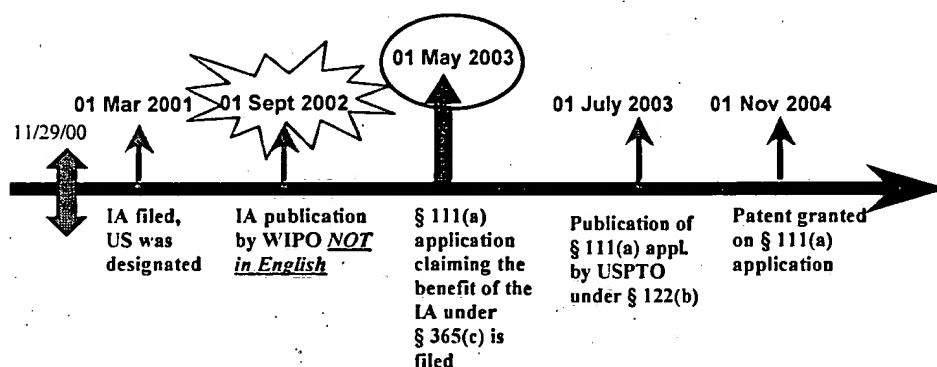 01 May 2003
01 Mar 2001
01 Sept 2002
01 July 2003
01 Nov 2004
11/29/00
IA filed,
US was
designated
IA publication
by WIPO NOT
in English
§ 111(a)
application
claiming the
benefit of the
IA under
§ 365(c) is
filed
Publication of
§ 111(a) appl.
by USPTO
under § 122(b)
Patent granted
on § 111(a)
application